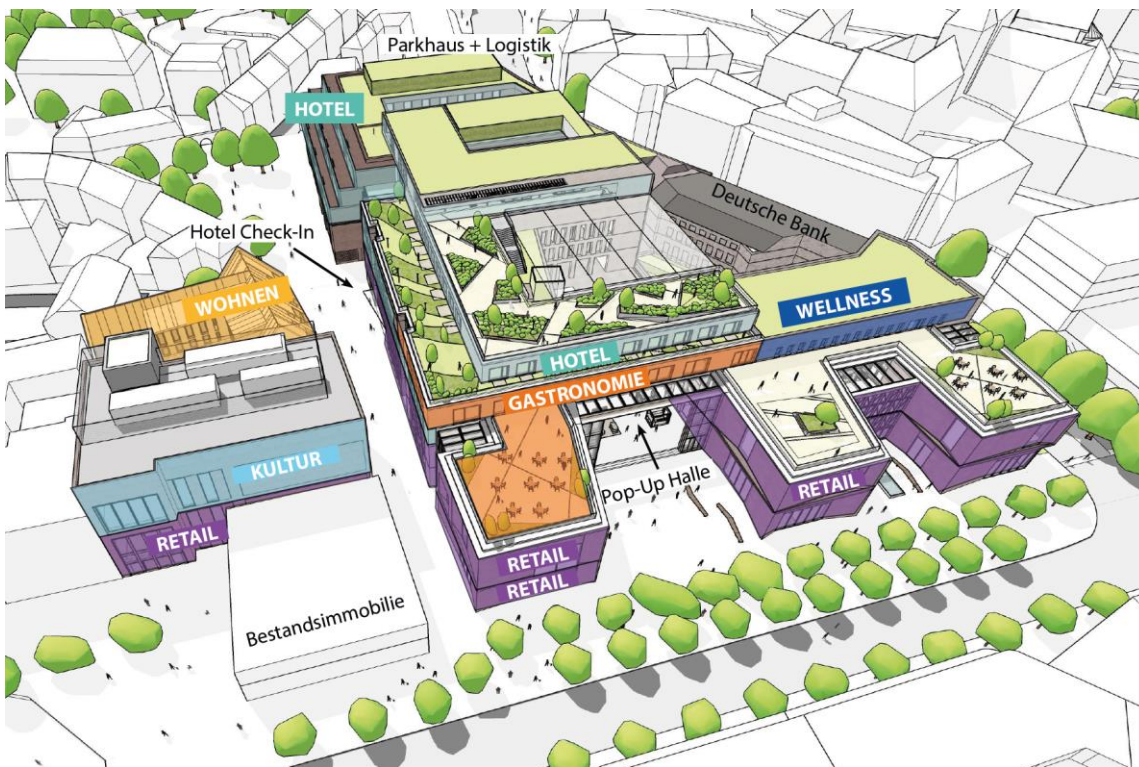 Parkhaus + Logistik
HOTEL
Deutsche Bank
Hotel Check-In
WOHNEN
WELLNESS
HOTEL
GASTRONOMIE
KULTUR
Pop-Up Halle
RETAIL
RETAIL
RETAIL
RETAIL
Bestandsimmobilie